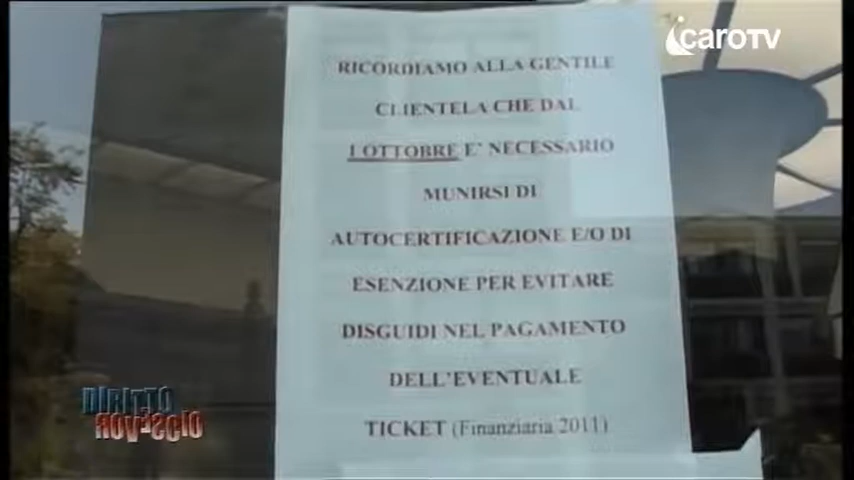 icaroTV
RICORDIAMO ALLA GENTILE
CLIENTELA CHE DAL
1 OTTOBRE E' NECESSARIO
MUNIRSI DI
AUTOCERTIFICAZIONE E/O DI
ESENZIONE PER EVITARE
DISGUIDI NEL PAGAMENTO
DELL'EVENTUALE
TICKET (Finanziaria 2011)
DIRITTO
ROVESCIO